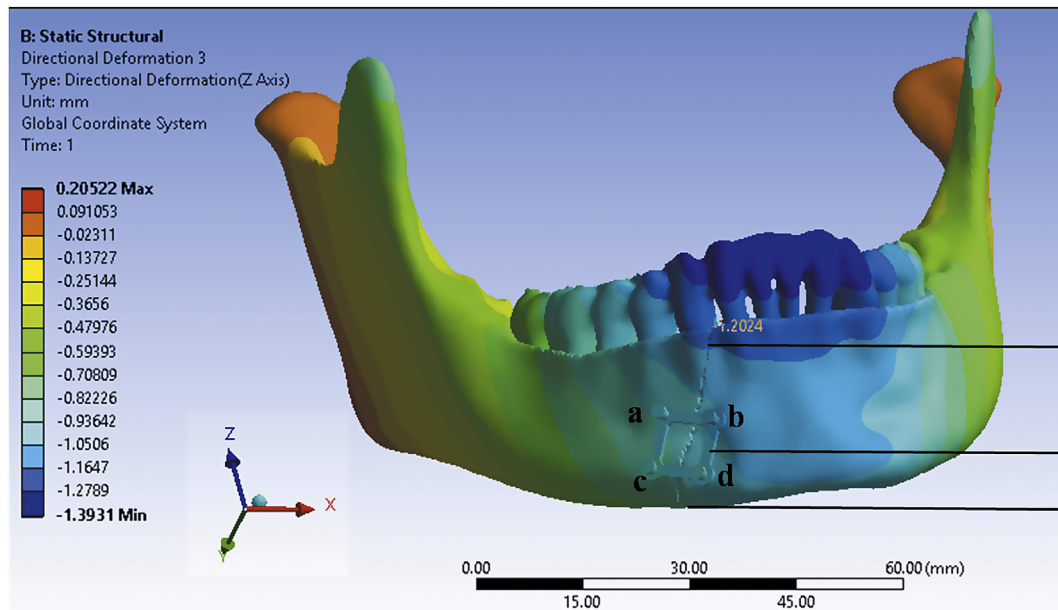 B: Static Structural
Directional Deformation 3
Type: Directional Deformation(Z Axis)
Unit: mm
Global Coordinate System
Time: 1
0.20522 Max
0.091053
-0.02311
-0.13727
-0.25144
-0.3656
-0.47976
-0.59393
-0.70809
-0.82226
-0.93642
-1.0506
-1.1647
-1.2789
-1.3931 Min
-1.2024
a b
c d
Z
X
Y
0.00 30.00 60.00 (mm)
15.00 45.00